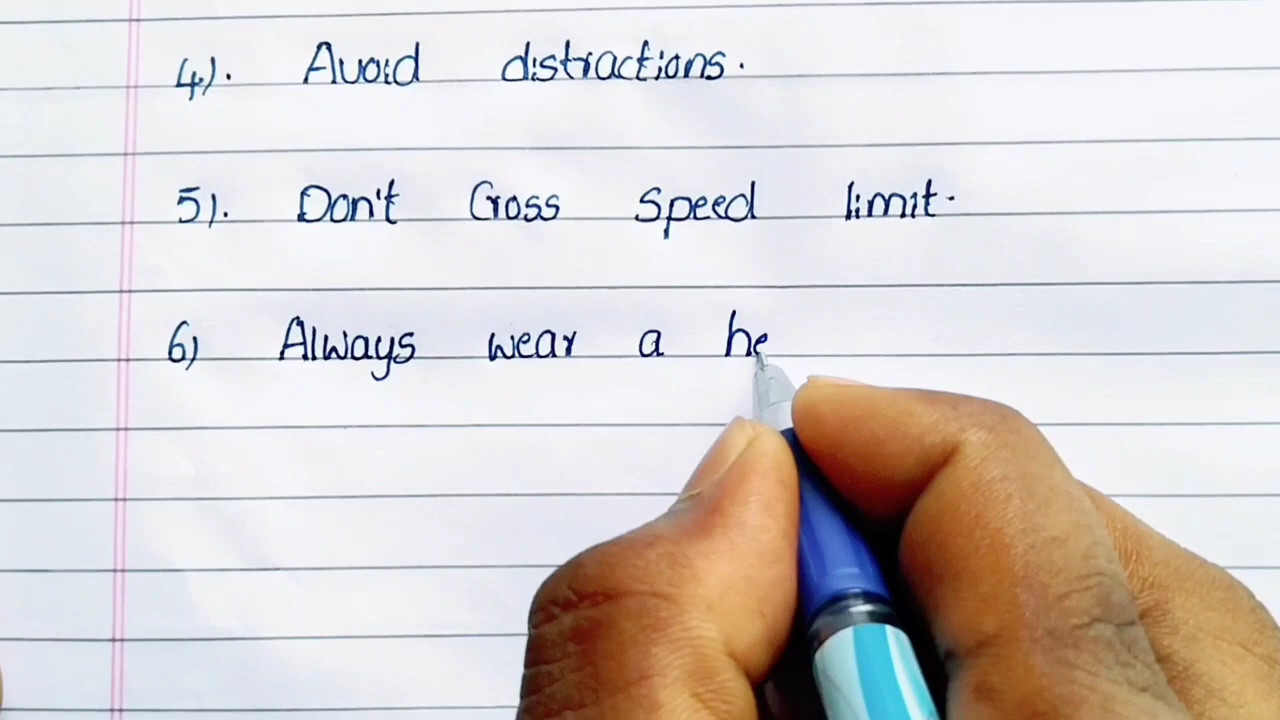 4). Avoid distractions.
5). Don't Cross Speed limit.
6) Always wear a he